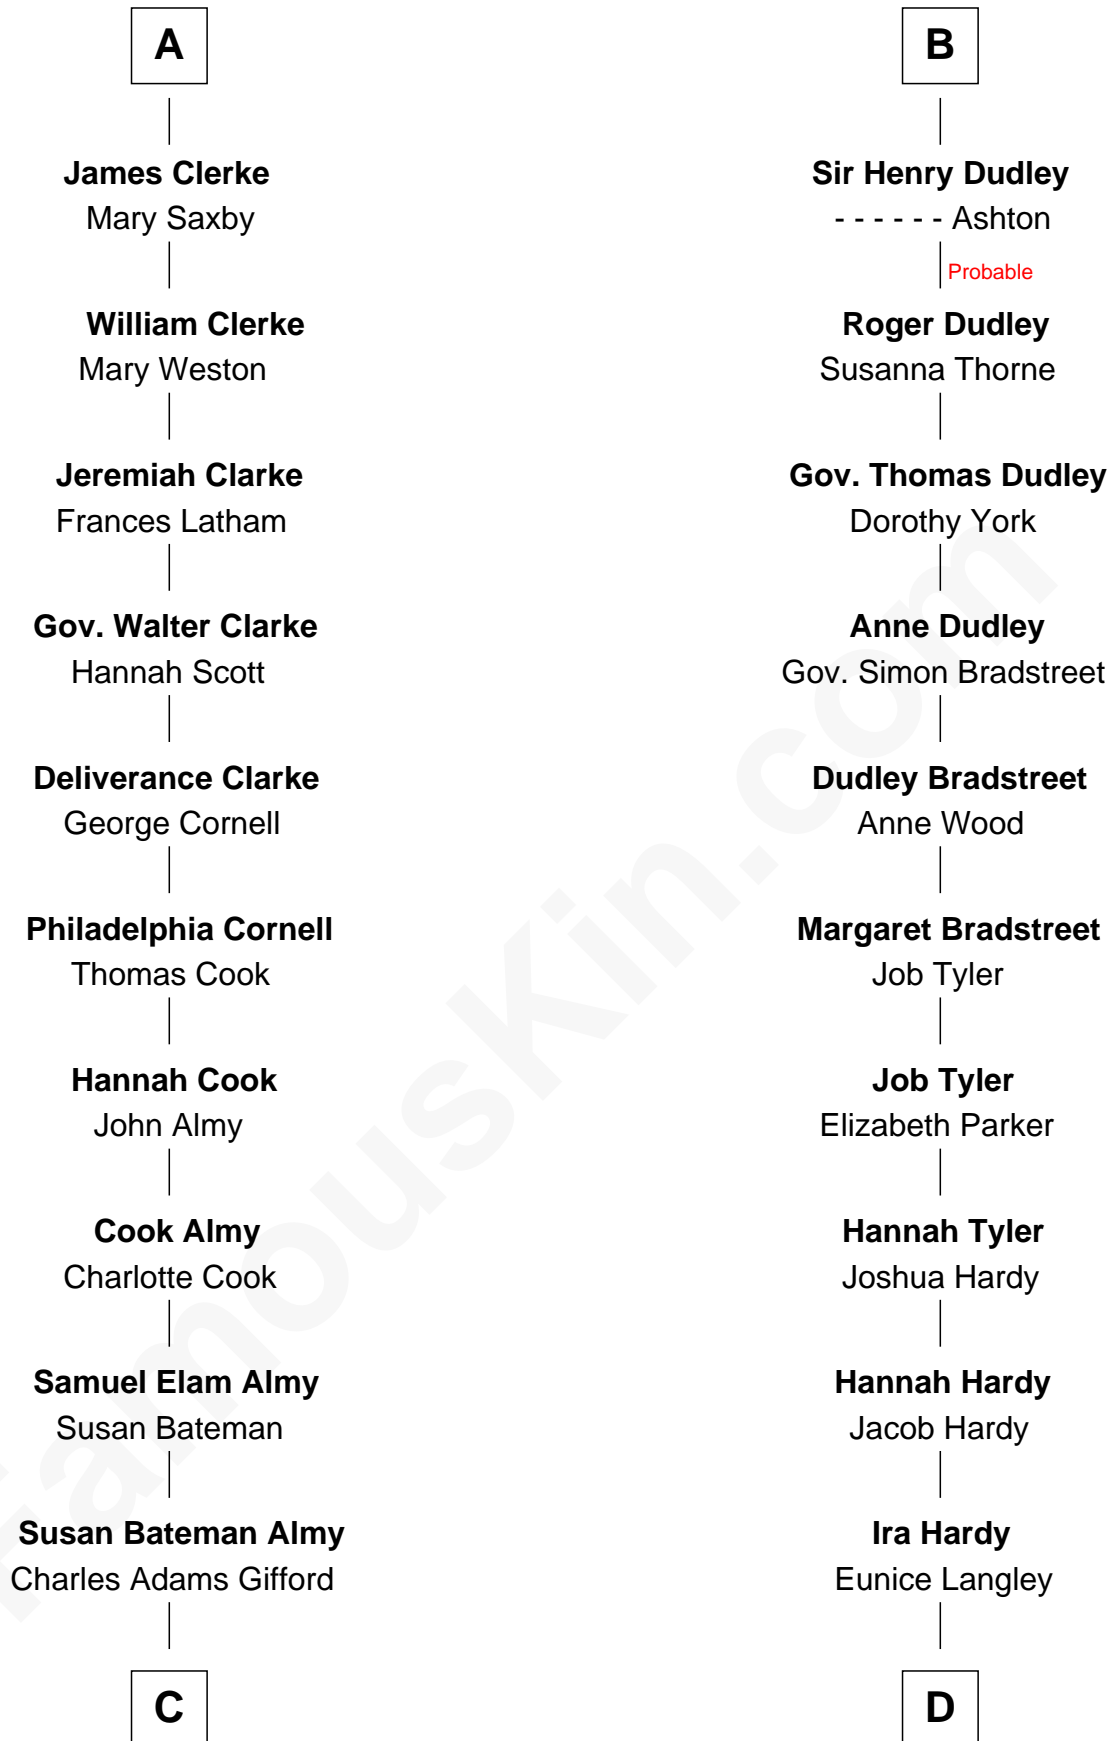 A
James Clerke
Mary Saxby
William Clerke
Mary Weston
Jeremiah Clarke
Frances Latham
Gov. Walter Clarke
Hannah Scott
Deliverance Clarke
George Cornell
Philadelphia Cornell
Thomas Cook
Hannah Cook
John Almy
Cook Almy
Charlotte Cook
Samuel Elam Almy
Susan Bateman
Susan Bateman Almy
Charles Adams Gifford
C
B
Sir Henry Dudley
- - - - - - Ashton
Probable
Roger Dudley
Susanna Thorne
Gov. Thomas Dudley
Dorothy York
Anne Dudley
Gov. Simon Bradstreet
Dudley Bradstreet
Anne Wood
Margaret Bradstreet
Job Tyler
Job Tyler
Elizabeth Parker
Hannah Tyler
Joshua Hardy
Hannah Hardy
Jacob Hardy
Ira Hardy
Eunice Langley
D
FamousKin.com